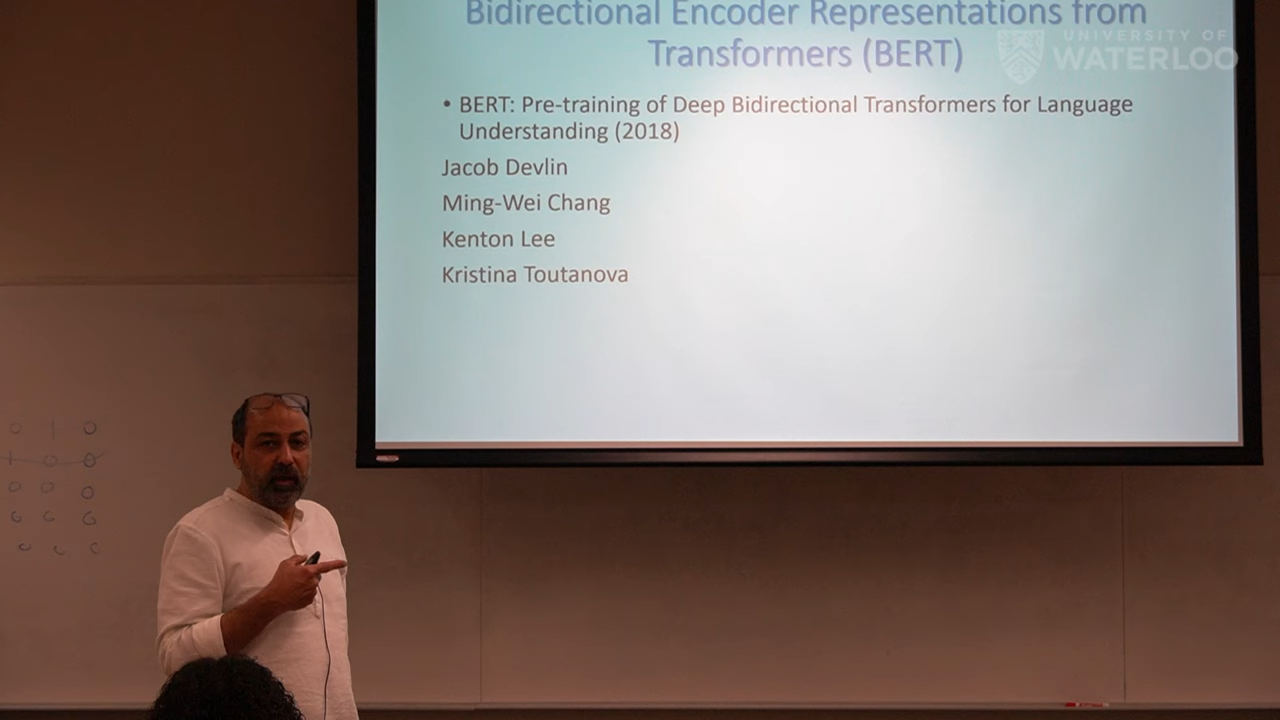 Bidirectional Encoder Representations from
Transformers (BERT)
UNIVERSITY OF
WATERLOO
• BERT: Pre-training of Deep Bidirectional Transformers for Language
Understanding (2018)
Jacob Devlin
Ming-Wei Chang
Kenton Lee
Kristina Toutanova